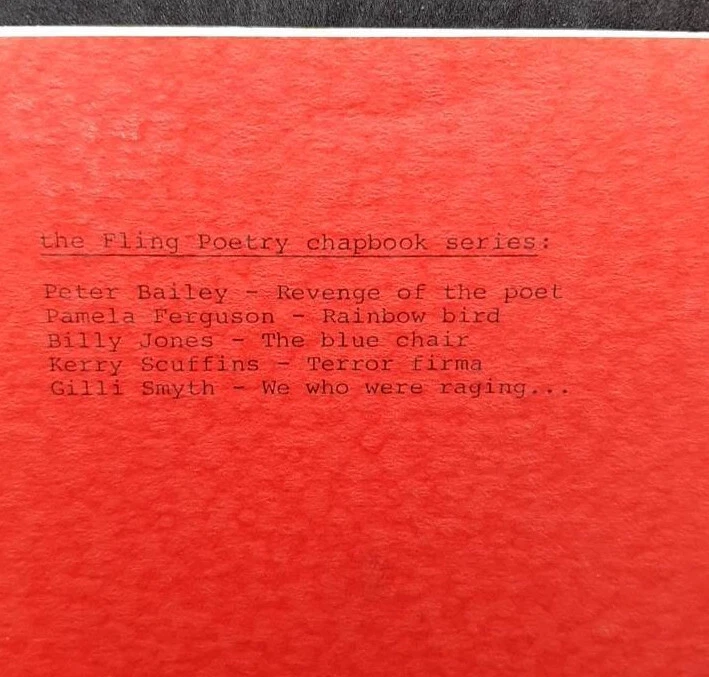 the Fling Poetry chapbook series:
Peter Bailey - Revenge of the poet
Pamela Ferguson - Rainbow bird
Billy Jones - The blue chair
Kerry Scuffins - Terror firma
Gilli Smyth - We who were raging...